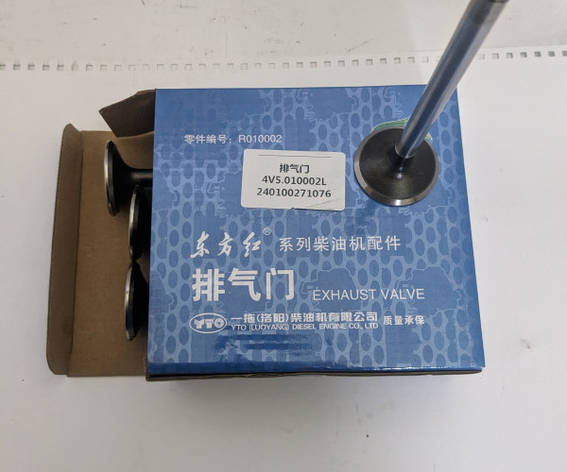 零件编号：R010002
排气门
4V5.010002L
240100271076
东方红® 系列柴油机配件
排气门 EXHAUST VALVE
YTO 一拖(洛阳)柴油机有限公司 质量承保
YTO (LUOYANG) DIESEL ENGINE CO., LTD